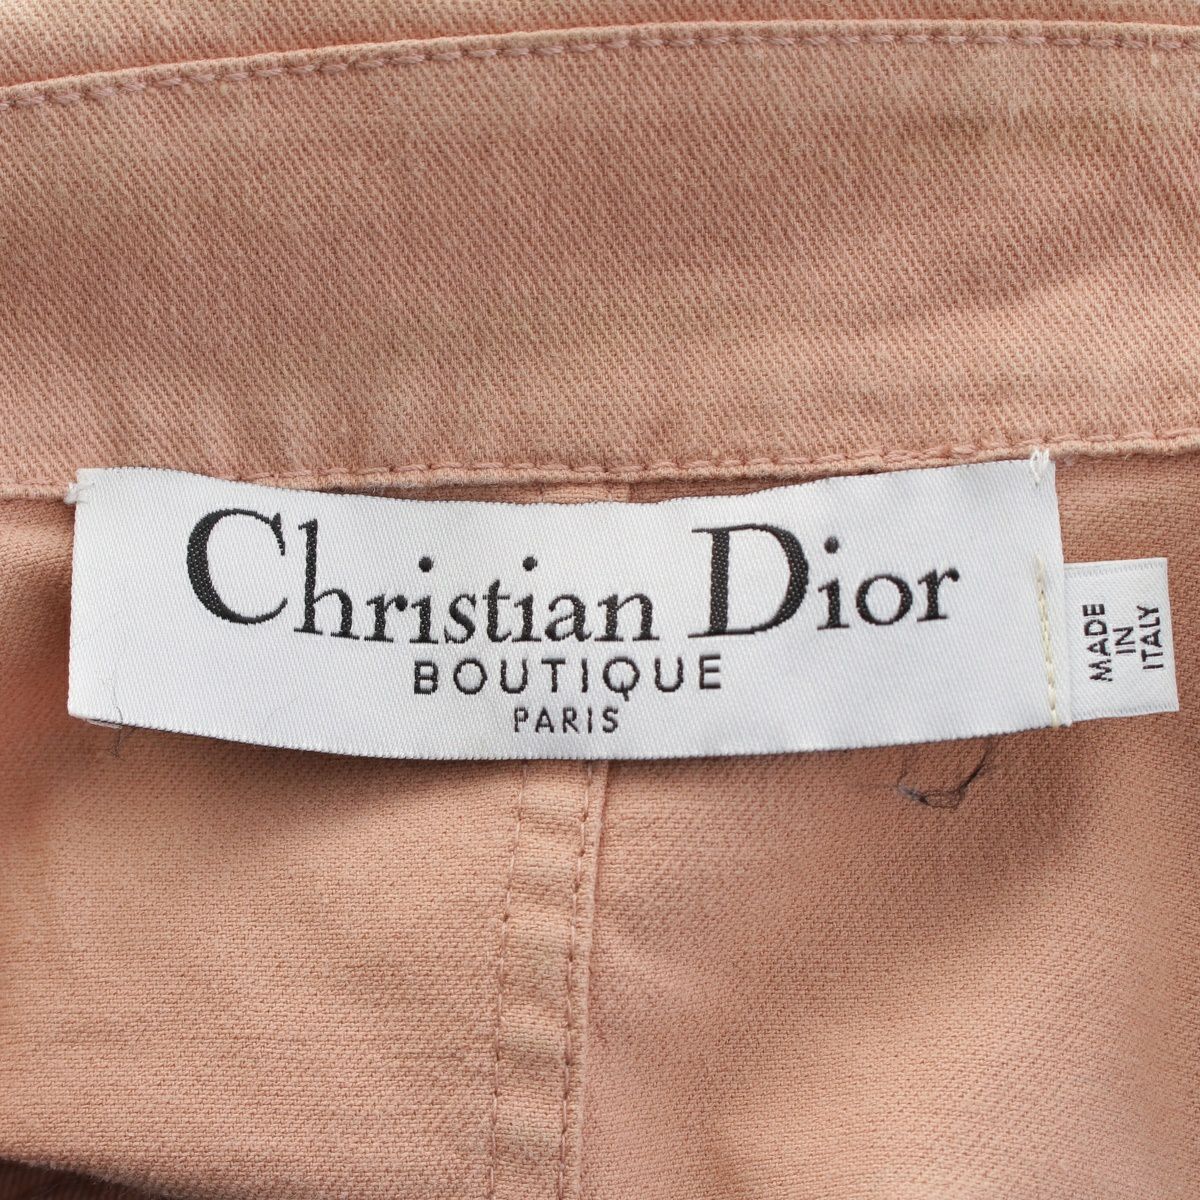 Christian Dior
BOUTIQUE
PARIS
MADE
IN
ITALY